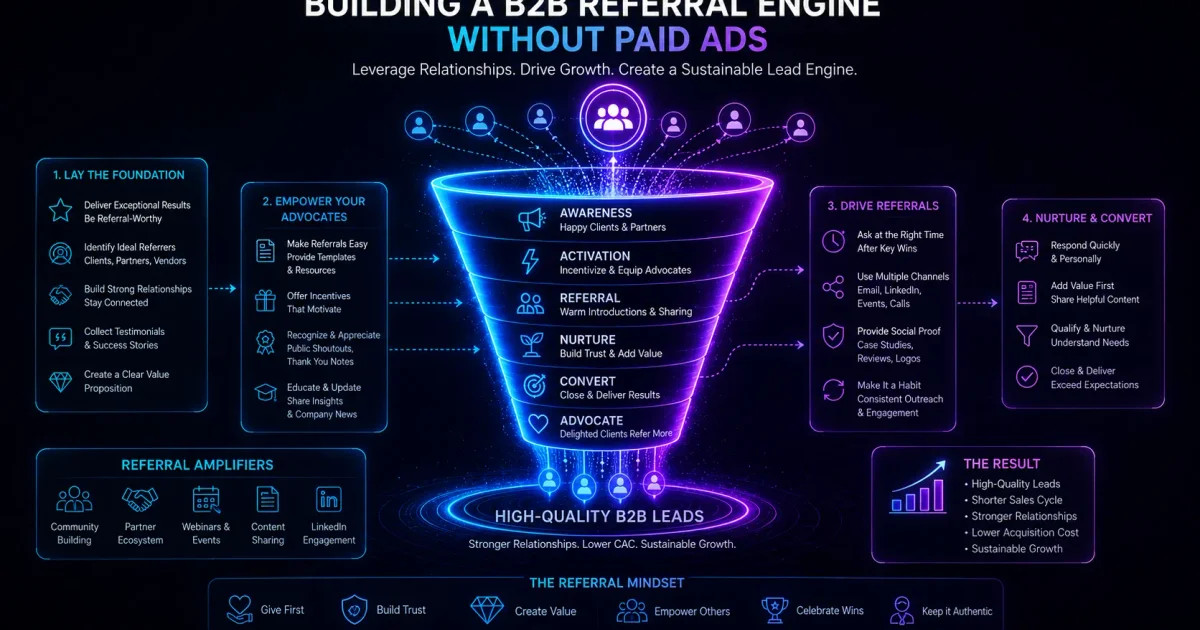 BUILDING A B2B REFERRAL ENGINE
WITHOUT PAID ADS
Leverage Relationships. Drive Growth. Create a Sustainable Lead Engine.
1. LAY THE FOUNDATION
Deliver Exceptional Results
Be Referral-Worthy
Identify Ideal Referrers
Clients, Partners, Vendors
Build Strong Relationships
Stay Connected
Collect Testimonials
& Success Stories
Create a Clear Value
Proposition
2. EMPOWER YOUR
ADVOCATES
Make Referrals Easy
Provide Templates
& Resources
Offer Incentives
That Motivate
Recognize & Appreciate
Public Shoutouts,
Thank You Notes
Educate & Update
Share Insights
& Company News
AWARENESS
Happy Clients & Partners
ACTIVATION
Incentivize & Equip Advocates
REFERRAL
Warm Introductions & Sharing
NURTURE
Build Trust & Add Value
CONVERT
Close & Deliver Results
ADVOCATE
Delighted Clients Refer More
HIGH-QUALITY B2B LEADS
Stronger Relationships. Lower CAC. Sustainable Growth.
3. DRIVE REFERRALS
Ask at the Right Time
After Key Wins
Use Multiple Channels
Email, LinkedIn,
Events, Calls
Provide Social Proof
Case Studies,
Reviews, Logos
Make It a Habit
Consistent Outreach
& Engagement
4. NURTURE & CONVERT
Respond Quickly
& Personally
Add Value First
Share Helpful Content
Qualify & Nurture
Understand Needs
Close & Deliver
Exceed Expectations
REFERRAL AMPLIFIERS
Community
Building
Partner
Ecosystem
Webinars &
Events
Content
Sharing
in
LinkedIn
Engagement
THE RESULT
• High-Quality Leads
• Shorter Sales Cycle
• Stronger Relationships
• Lower Acquisition Cost
• Sustainable Growth
THE REFERRAL MINDSET
Give First
Build Trust
Create Value
Empower Others
Celebrate Wins
Keep it Authentic